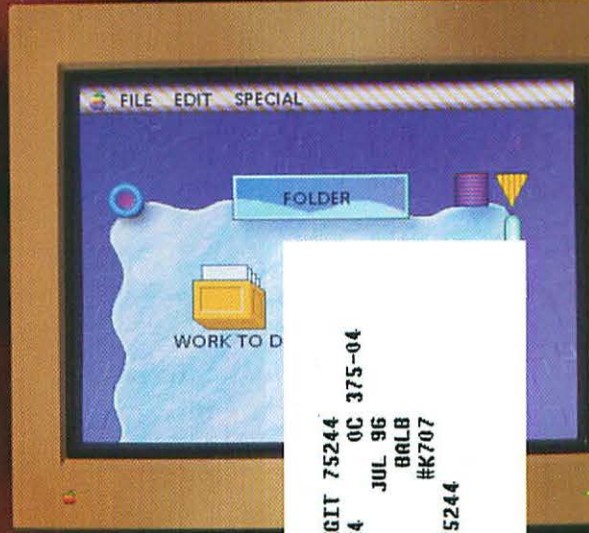 FILE EDIT SPECIAL
FOLDER
WORK TO D
GIT 75244
4 OC 375-04
JUL 96
BALB
#K707
5244